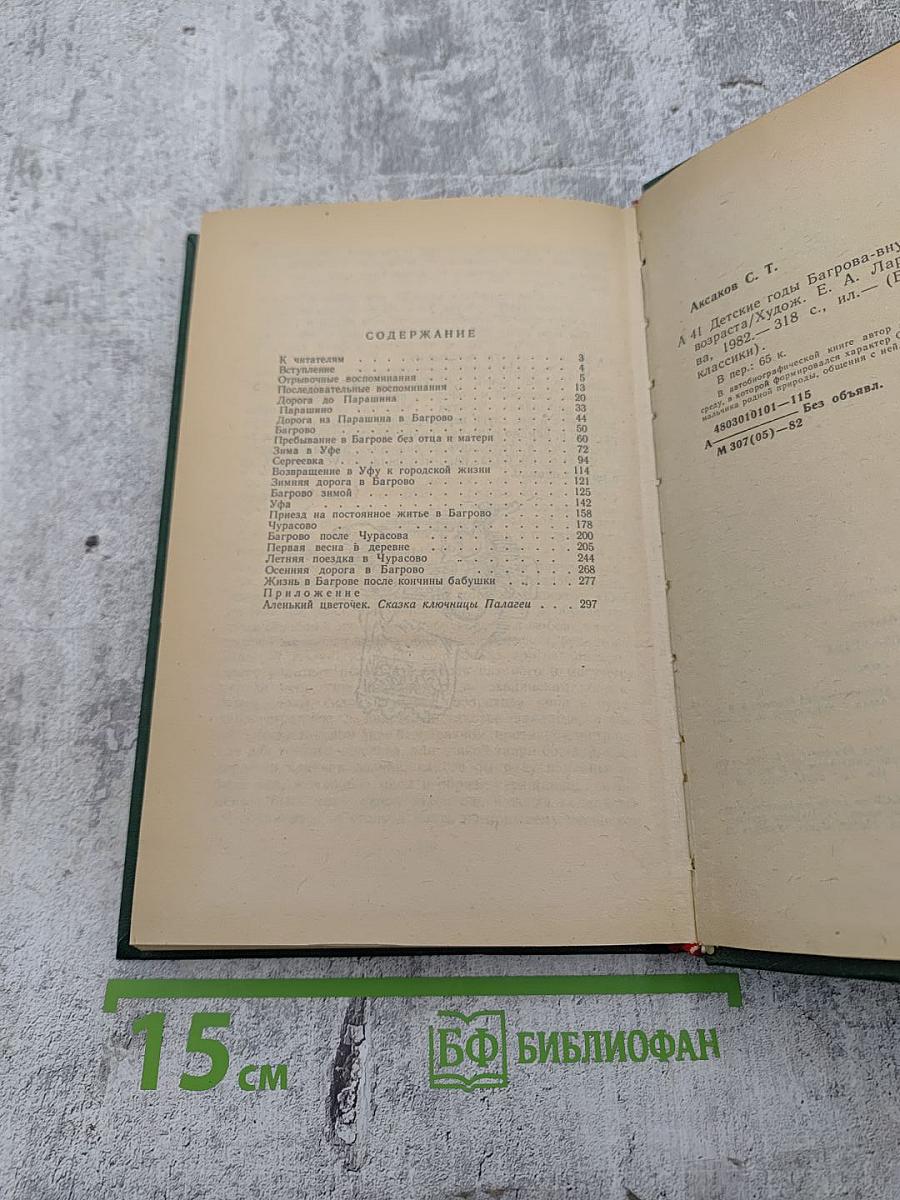 СОДЕРЖАНИЕ
К читателям . . . . . . . . . . . . . . . . 3
Вступление . . . . . . . . . . . . . . . . 4
Отрывочные воспоминания . . . . . . . . . . . 5
Последовательные воспоминания . . . . . . . . . 13
Дорога до Парашина . . . . . . . . . . . . . 20
Парашино . . . . . . . . . . . . . . . . 33
Дорога из Парашина в Багрово . . . . . . . . . 44
Багрово . . . . . . . . . . . . . . . . . 50
Пребывание в Багрове без отца и матери . . . . . . 60
Зима в Уфе . . . . . . . . . . . . . . . . 72
Сергеевка . . . . . . . . . . . . . . . . 94
Возвращение в Уфу к городской жизни . . . . . . . 114
Зимняя дорога в Багрово . . . . . . . . . . . 121
Багрово зимой . . . . . . . . . . . . . . . 125
Уфа . . . . . . . . . . . . . . . . . . 142
Приезд на постоянное житье в Багрово . . . . . . 158
Чурасово . . . . . . . . . . . . . . . . 178
Багрово после Чурасова . . . . . . . . . . . 200
Первая весна в деревне . . . . . . . . . . . 205
Летняя поездка в Чурасово . . . . . . . . . . 244
Осенняя дорога в Багрово . . . . . . . . . . 268
Жизнь в Багрове после кончины бабушки . . . . . 277
Приложение
Аленький цветочек. Сказка ключницы Палагеи . . . 297
Аксаков С. Т.
А 41 Детские годы Багрова-вну
возраста/Худож. Е. А. Лар
ва, 1982.— 318 с., ил.— (Б
классики).
В пер.: 65 к.
В автобиографической книге автор
среду, в которой формировался характер
мальчика родной природы, общения с ней
А 4803010101—115
М 307(05)—82 Без объявл.
15 см
БФ БИБЛИОФАН